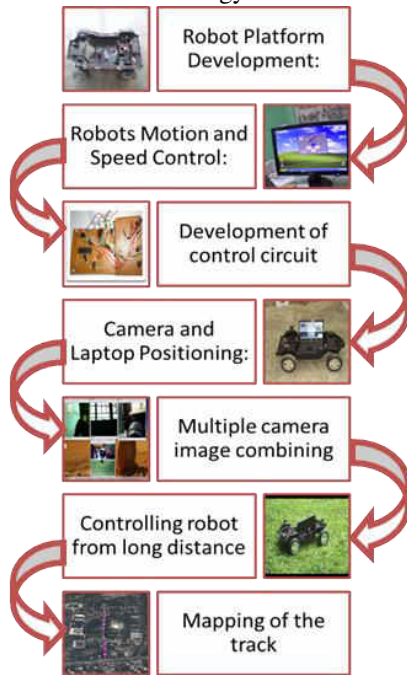 Robot Platform
Development:
Robots Motion and
Speed Control:
Development of
control circuit
Camera and
Laptop Positioning:
Multiple camera
image combining
Controlling robot
from long distance
Mapping of the
track